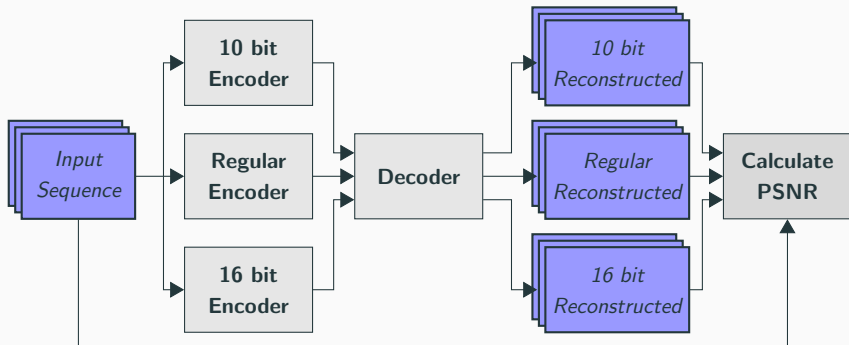 Input
Sequence
10 bit
Encoder
Regular
Encoder
16 bit
Encoder
Decoder
10 bit
Reconstructed
Regular
Reconstructed
16 bit
Reconstructed
Calculate
PSNR